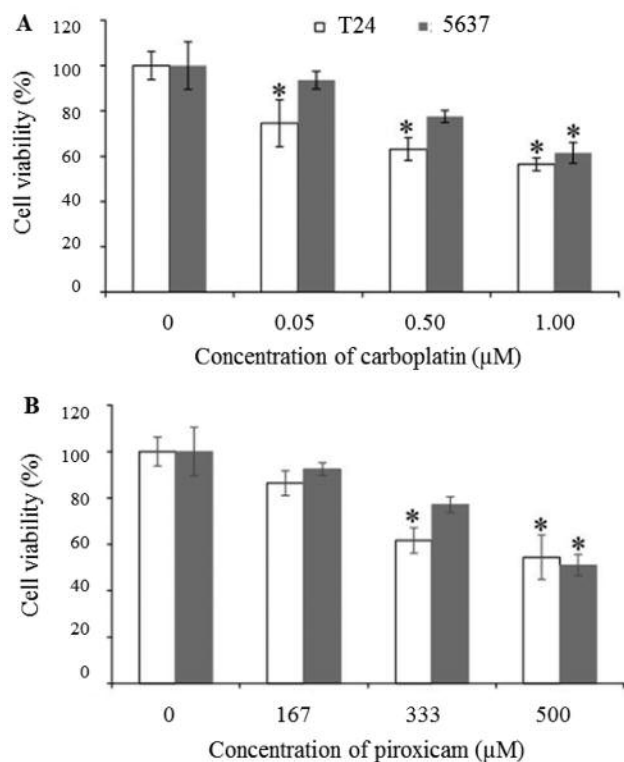 A
T24 5637
Cell viability (%)
120
100
80
60
40
20
0
* * * *
0 0.05 0.50 1.00
Concentration of carboplatin (µM)
B
Cell viability (%)
120
100
80
60
40
20
0
* * *
0 167 333 500
Concentration of piroxicam (µM)